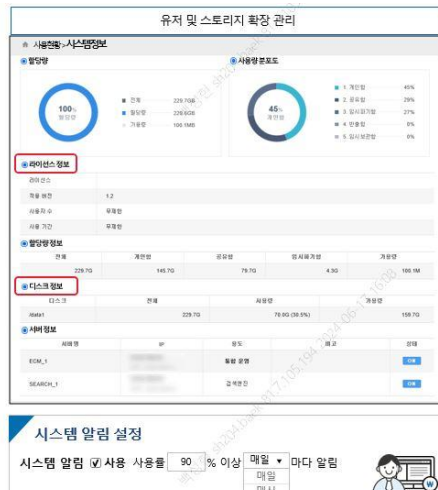 유저 및 스토리지 확장 관리
사용현황>시스템정보
할당량
사용량 분포도
100%
할당량
전체 229.7GB
할당량 229.6GB
가용량 100.1MB
45%
개인함
1. 개인함 45%
2. 공유함 29%
3. 임시폐기함 27%
4. 반출함 0%
5. 임시보관함 0%
라이선스 정보
라이선스
적용 버전 1.2
사용자 수 무제한
사용 기간 무제한
할당량 정보
전체 개인함 공유함 임시폐기함 가용량
229.7G 145.7G 79.7G 4.3G 100.1M
디스크 정보
디스크 전체 사용량 가용량
/data1 229.7G 70.0G (30.5%) 159.7G
서버 정보
서버명 IP 용도 비고 상태
ECM_1 통합 운영 ON
SEARCH_1 검색엔진 ON
시스템 알림 설정
시스템 알림 사용 사용률 90 % 이상 매일 마다 알림
매일
매시